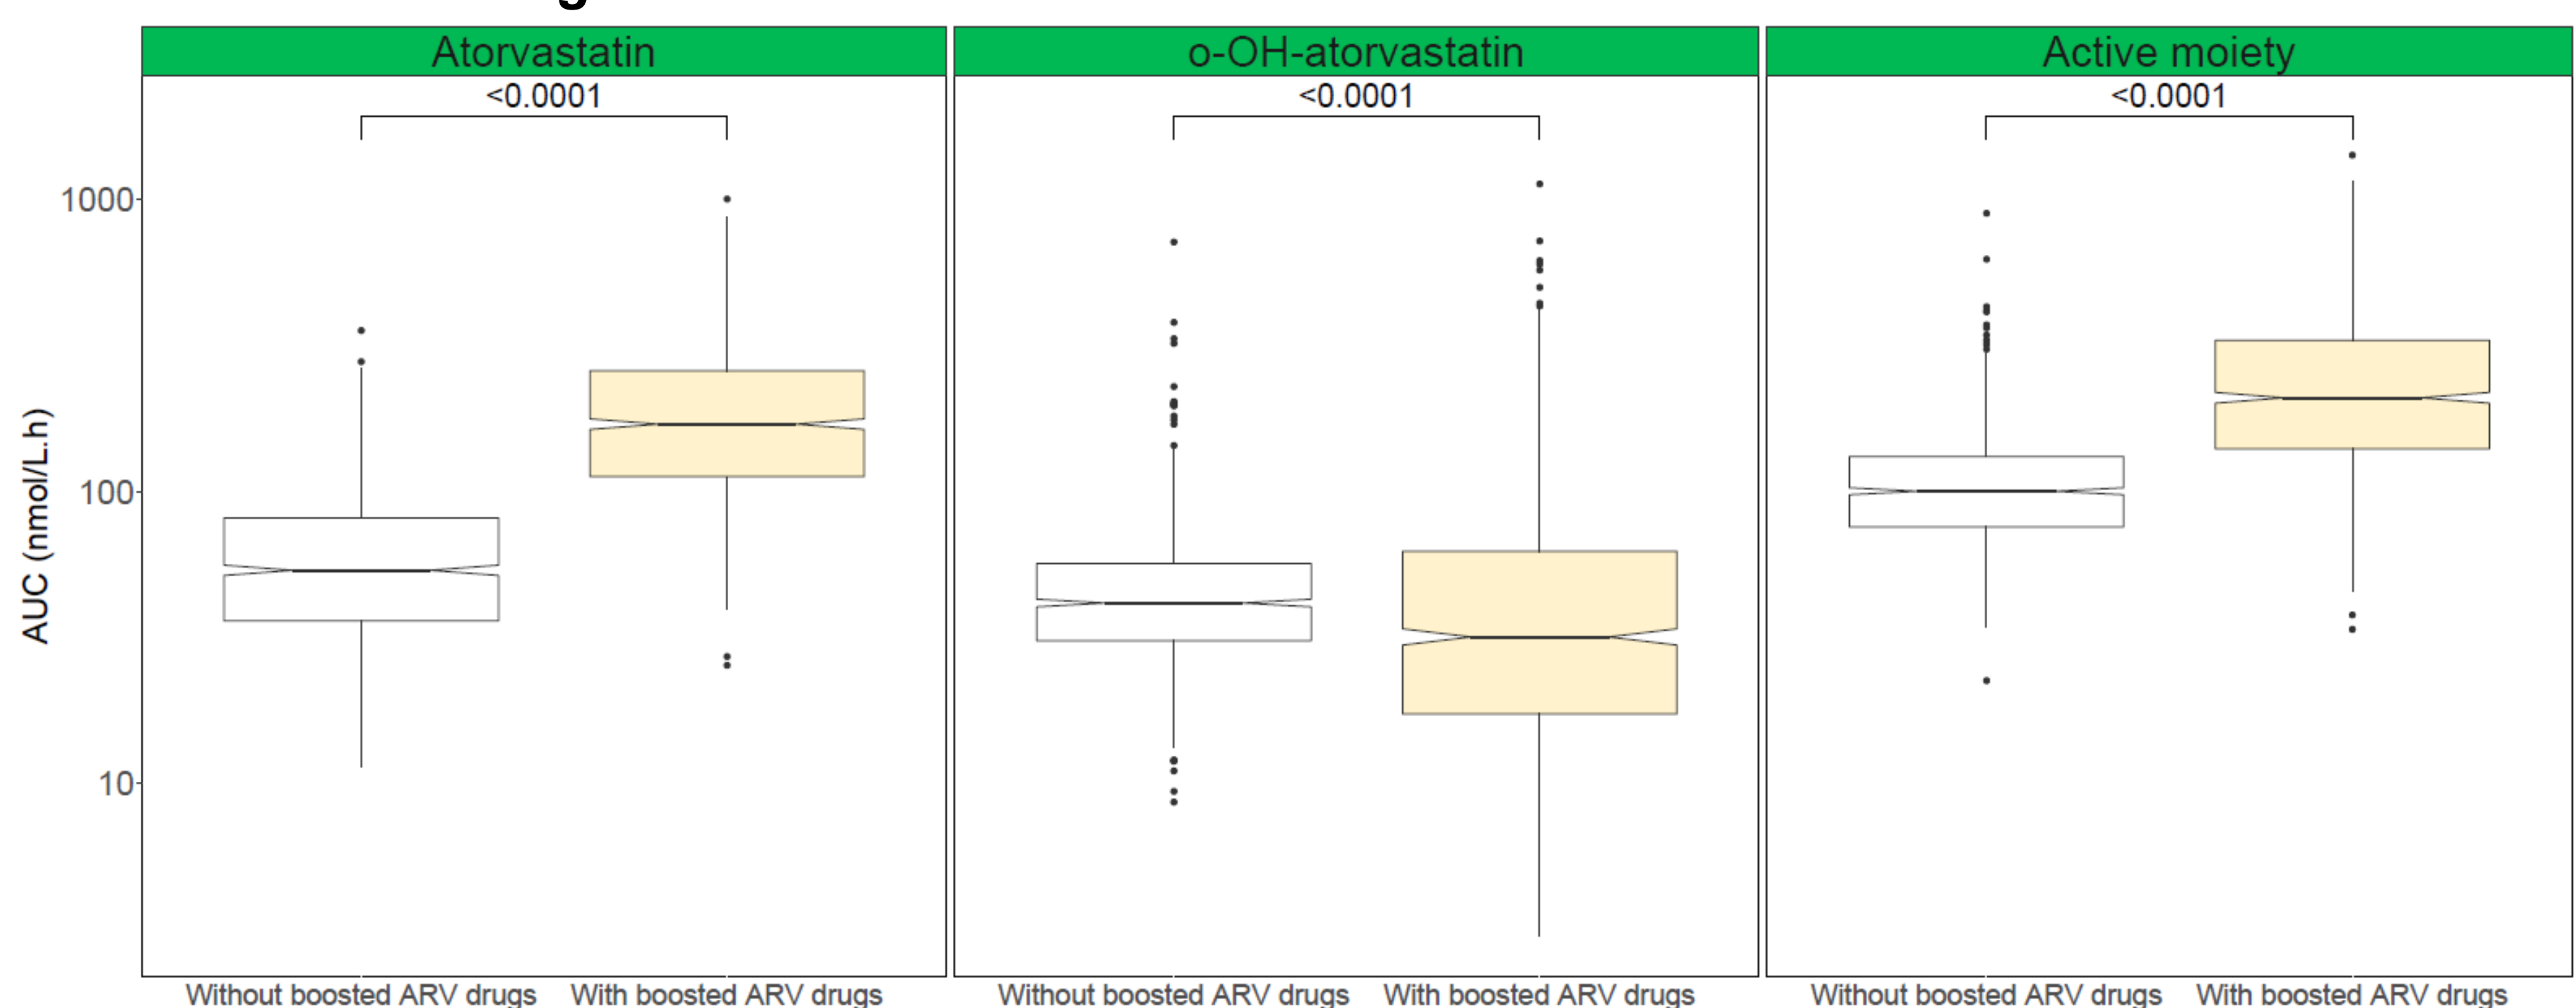 Atorvastatin
o-OH-atorvastatin
Active moiety
<0.0001
<0.0001
<0.0001
1000
100
10
AUC (nmol/L.h)
Without boosted ARV drugs
With boosted ARV drugs
Without boosted ARV drugs
With boosted ARV drugs
Without boosted ARV drugs
With boosted ARV drugs